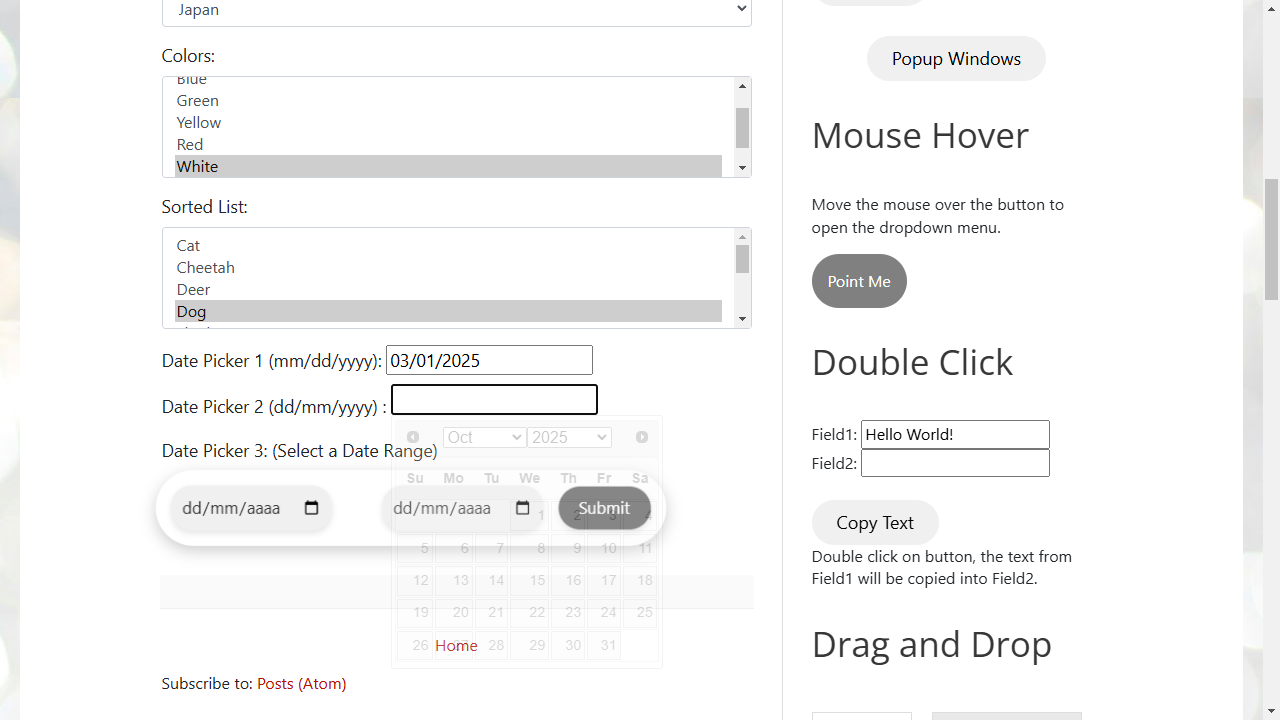 Japan
Colors:
Blue
Green
Yellow
Red
White
Sorted List:
Cat
Cheetah
Deer
Dog
Date Picker 1 (mm/dd/yyyy): 03/01/2025
Date Picker 2 (dd/mm/yyyy) :
Oct 2025
Date Picker 3: (Select a Date Range)
Su Mo Tu We Th Fr Sa
dd/mm/aaaa dd/mm/aaaa Submit
1 2 3 4
5 6 7 8 9 10 11
12 13 14 15 16 17 18
19 20 21 22 23 24 25
26 27 28 29 30 31
Home
Subscribe to: Posts (Atom)
Popup Windows
Mouse Hover
Move the mouse over the button to
open the dropdown menu.
Point Me
Double Click
Field1: Hello World!
Field2:
Copy Text
Double click on button, the text from
Field1 will be copied into Field2.
Drag and Drop